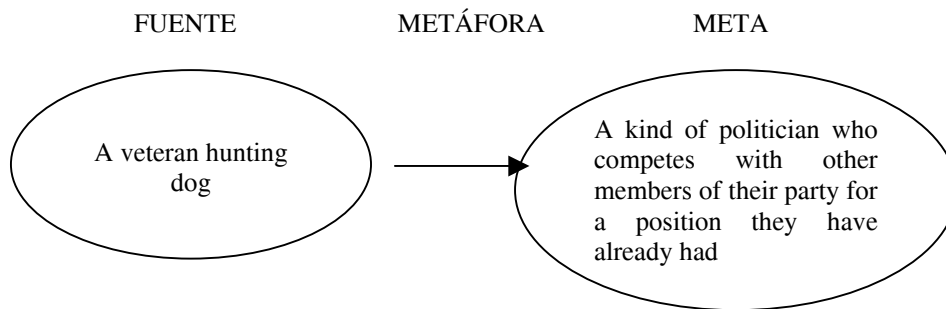 FUENTE METÁFORA META
A veteran hunting
dog
A kind of politician who
competes with other
members of their party for
a position they have
already had